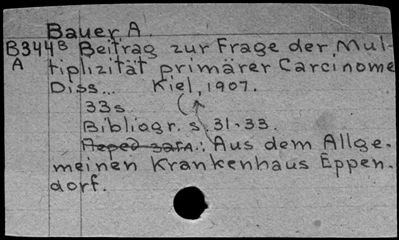 Bauer A.
B344B Beitrag zur Frage der Mul-
A tiplizität primärer Carcinome
Diss... Kiel, 1907.
33s
Bibliogr. s. 31-33.
: Aus dem Allge-
meinen Krankenhaus Eppen-
dorf.